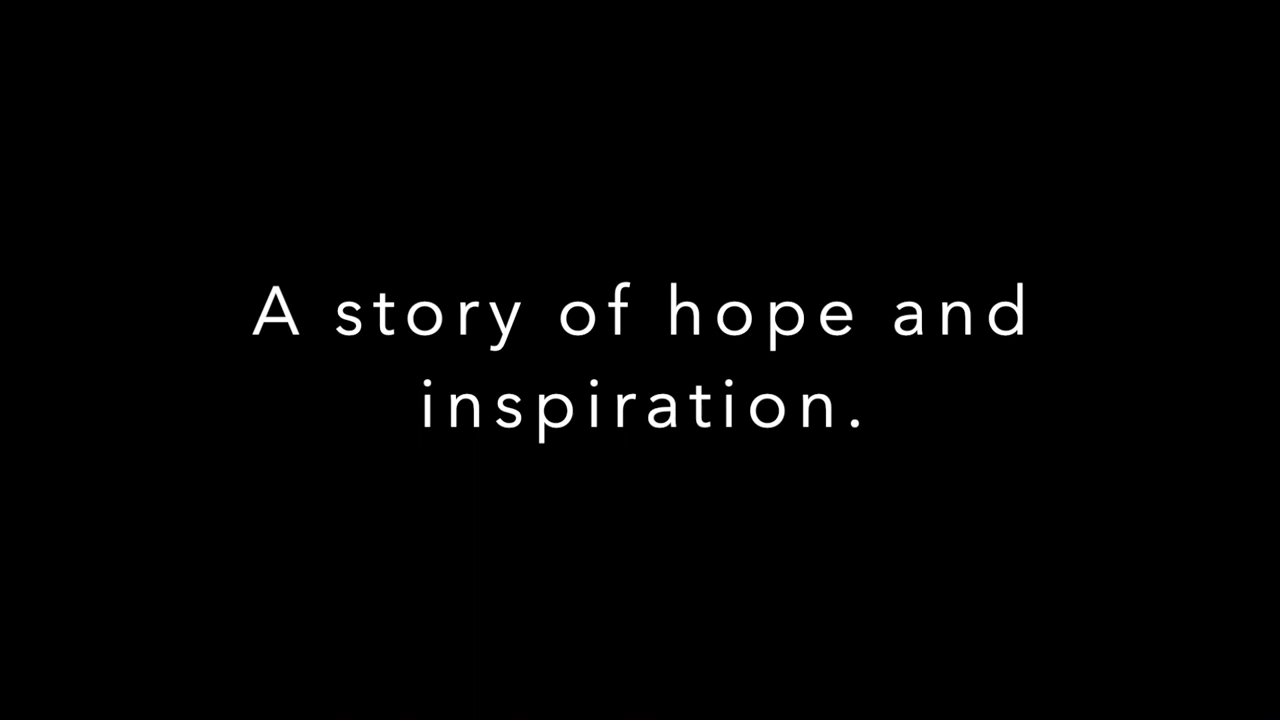 A story of hope and
inspiration.